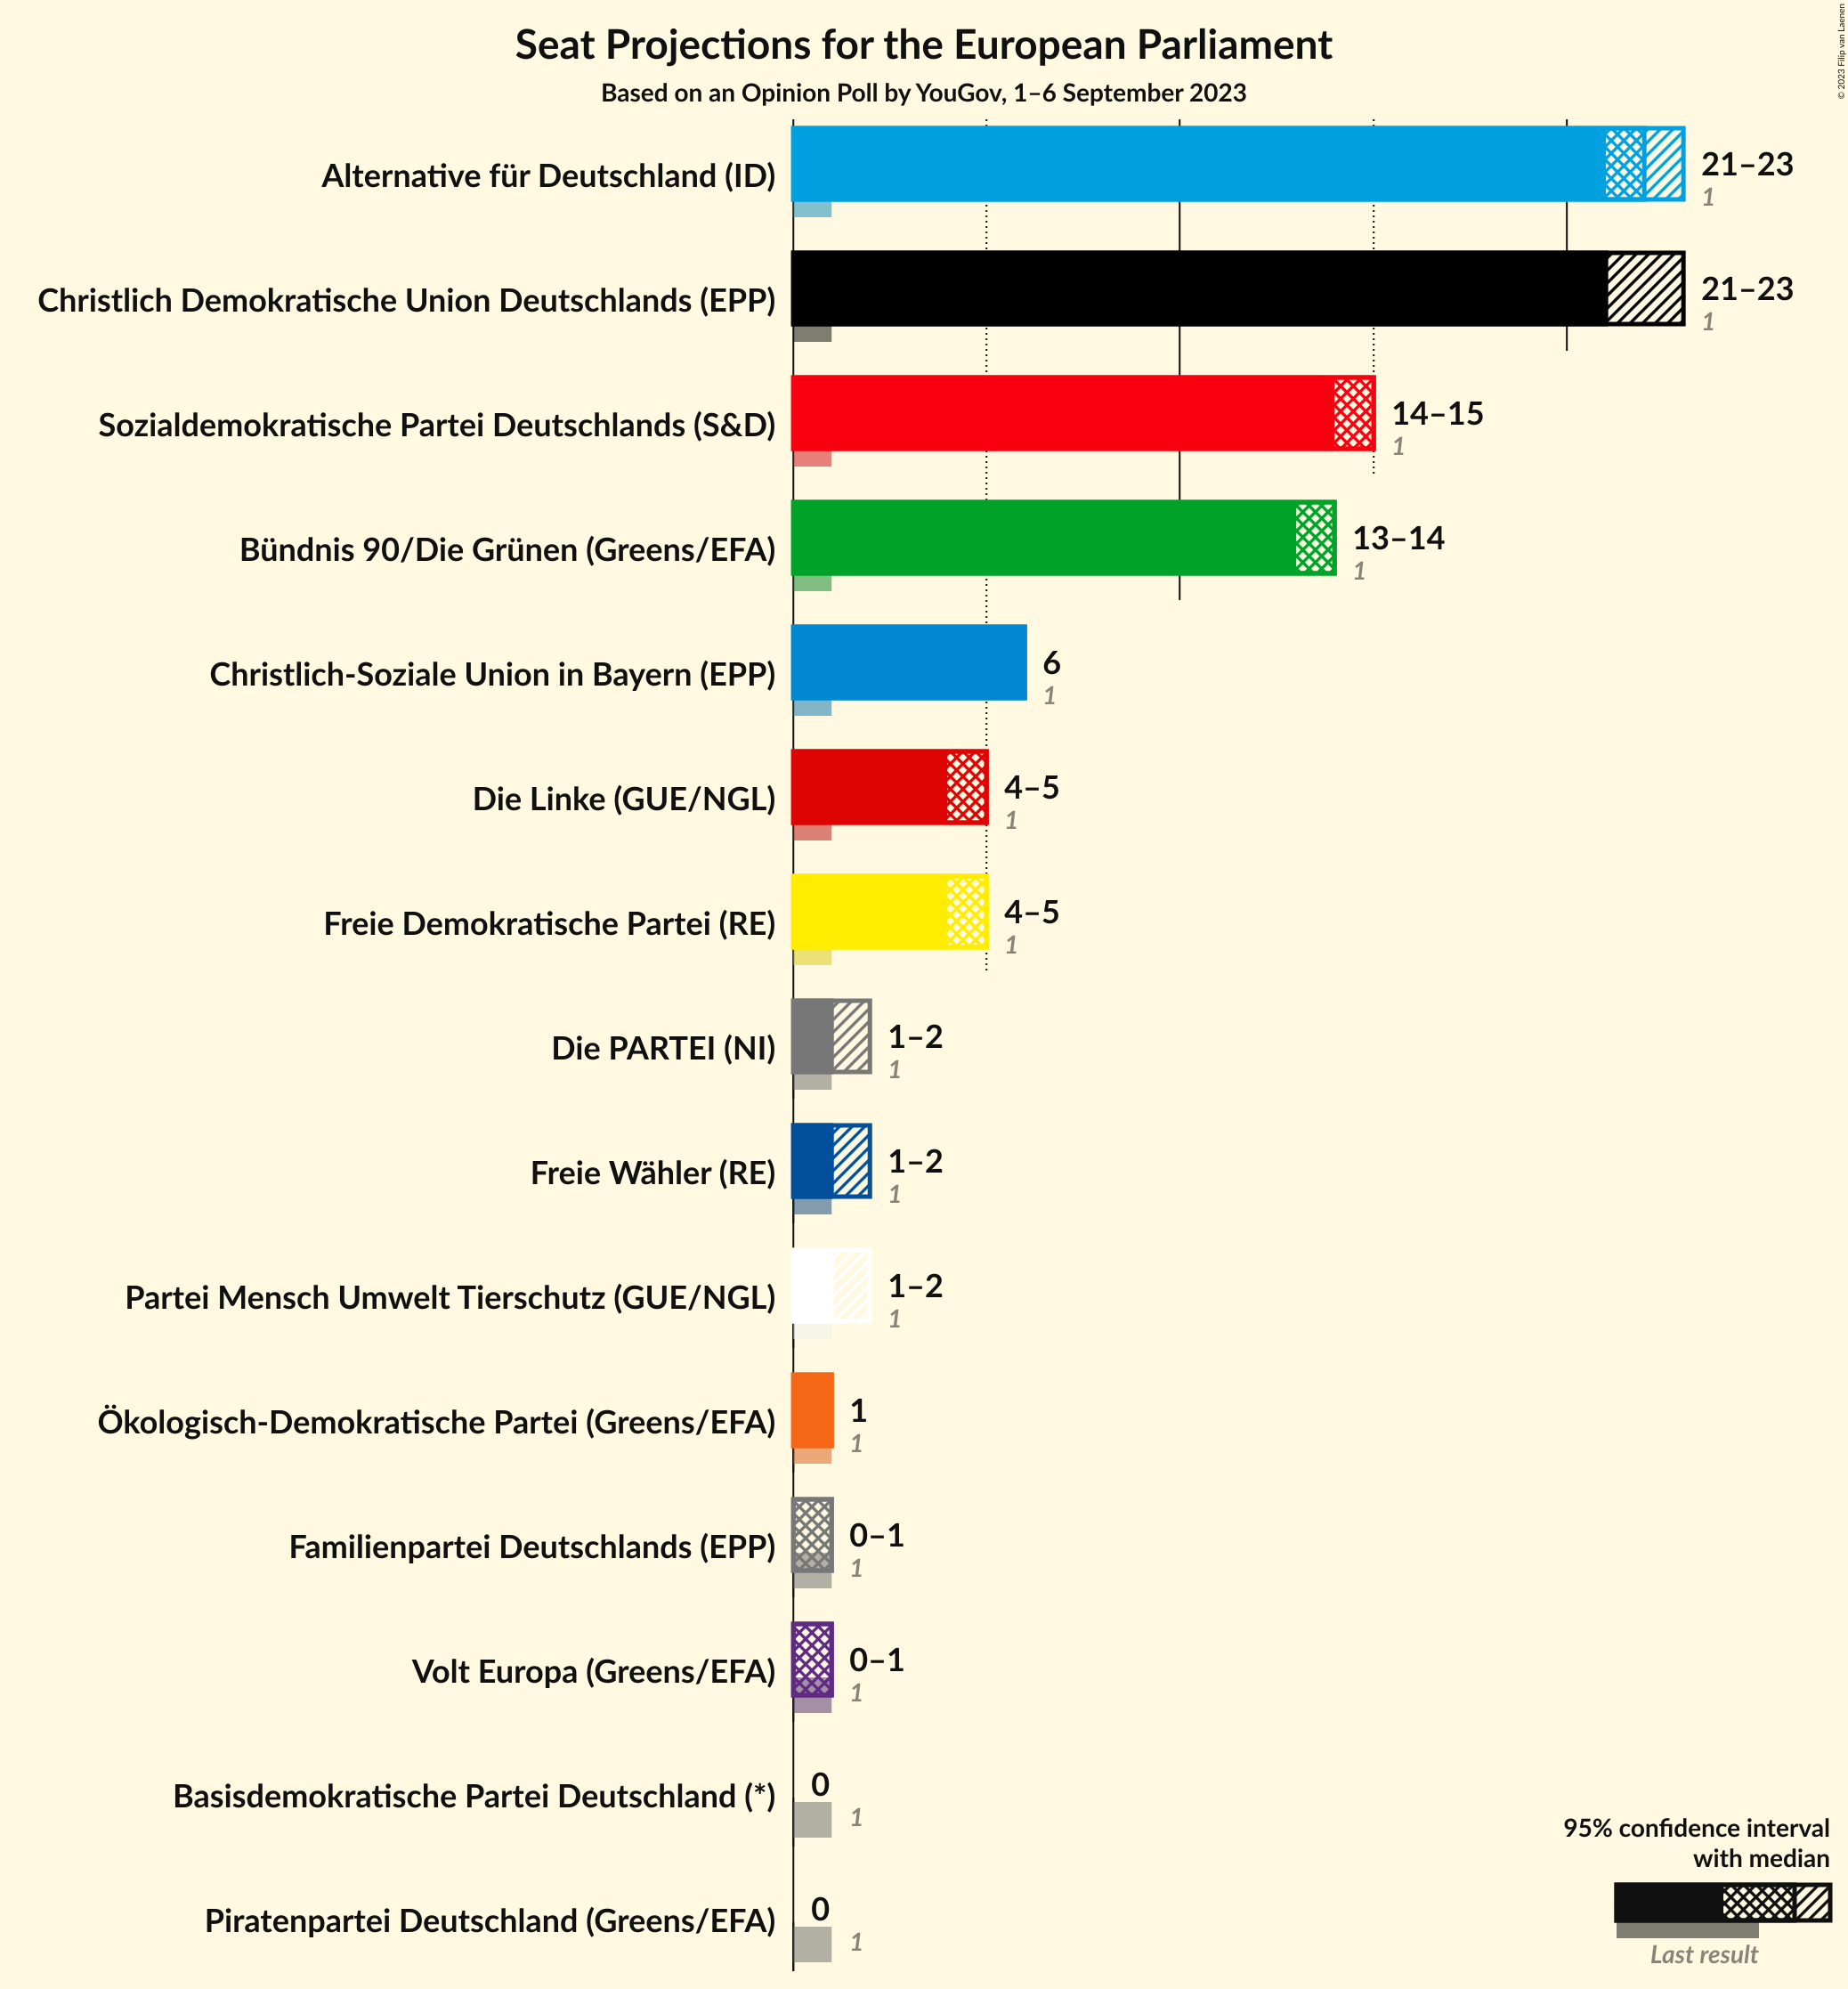 Seat Projections for the European Parliament
Based on an Opinion Poll by YouGov, 1–6 September 2023
© 2023 Filip van Laenen
Alternative für Deutschland (ID)
21–23
1
Christlich Demokratische Union Deutschlands (EPP)
21–23
1
Sozialdemokratische Partei Deutschlands (S&D)
14–15
1
Bündnis 90/Die Grünen (Greens/EFA)
13–14
1
Christlich-Soziale Union in Bayern (EPP)
6
1
Die Linke (GUE/NGL)
4–5
1
Freie Demokratische Partei (RE)
4–5
1
Die PARTEI (NI)
1–2
1
Freie Wähler (RE)
1–2
1
Partei Mensch Umwelt Tierschutz (GUE/NGL)
1–2
1
Ökologisch-Demokratische Partei (Greens/EFA)
1
1
Familienpartei Deutschlands (EPP)
0–1
1
Volt Europa (Greens/EFA)
0–1
1
Basisdemokratische Partei Deutschland (*)
0
1
Piratenpartei Deutschland (Greens/EFA)
0
1
95% confidence interval
with median
Last result